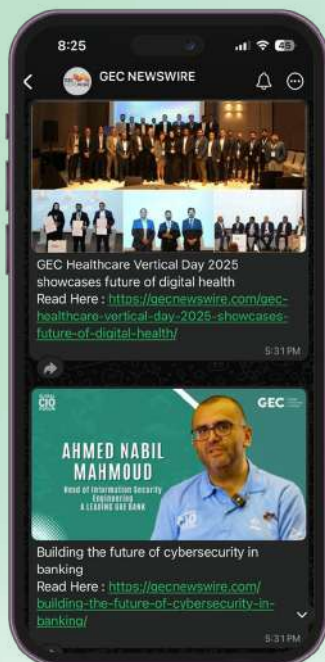 8:25
45
GEC NEWSWIRE
GEC Healthcare Vertical Day 2025
showcases future of digital health
Read Here : https://gecnewswire.com/gec-
healthcare-vertical-day-2025-showcases-
future-of-digital-health/
5:31 PM
CIO
GEC
AHMED NABIL
MAHMOUD
Head of Information Security
Engineering
A LEADING UAE BANK
Building the future of cybersecurity in
banking
Read Here : https://gecnewswire.com/
building-the-future-of-cybersecurity-in-
banking/
5:31 PM